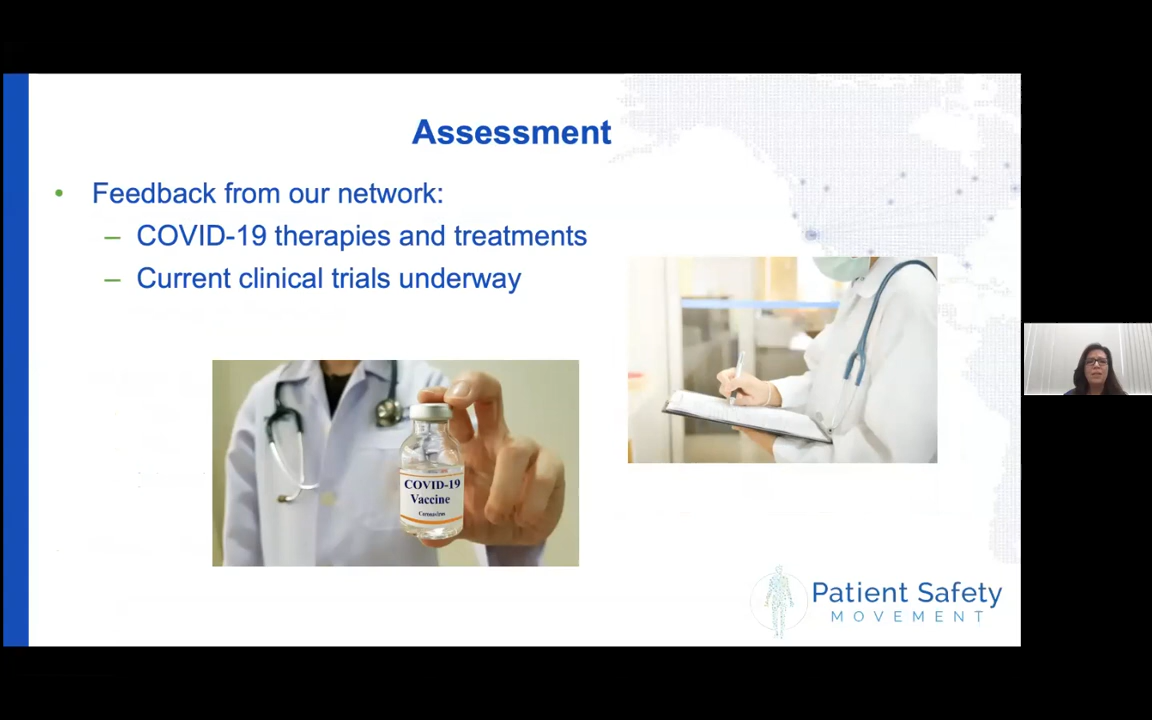 Assessment
• Feedback from our network:
– COVID-19 therapies and treatments
– Current clinical trials underway
COVID-19
Vaccine
Coronavirus
Patient Safety
MOVEMENT